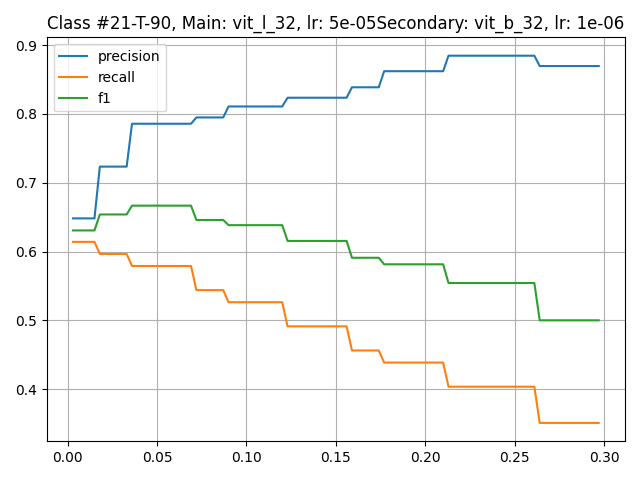 Class #21-T-90, Main: vit_l_32, lr: 5e-05Secondary: vit_b_32, lr: 1e-06
precision
recall
f1
0.9
0.8
0.7
0.6
0.5
0.4
0.00 0.05 0.10 0.15 0.20 0.25 0.30